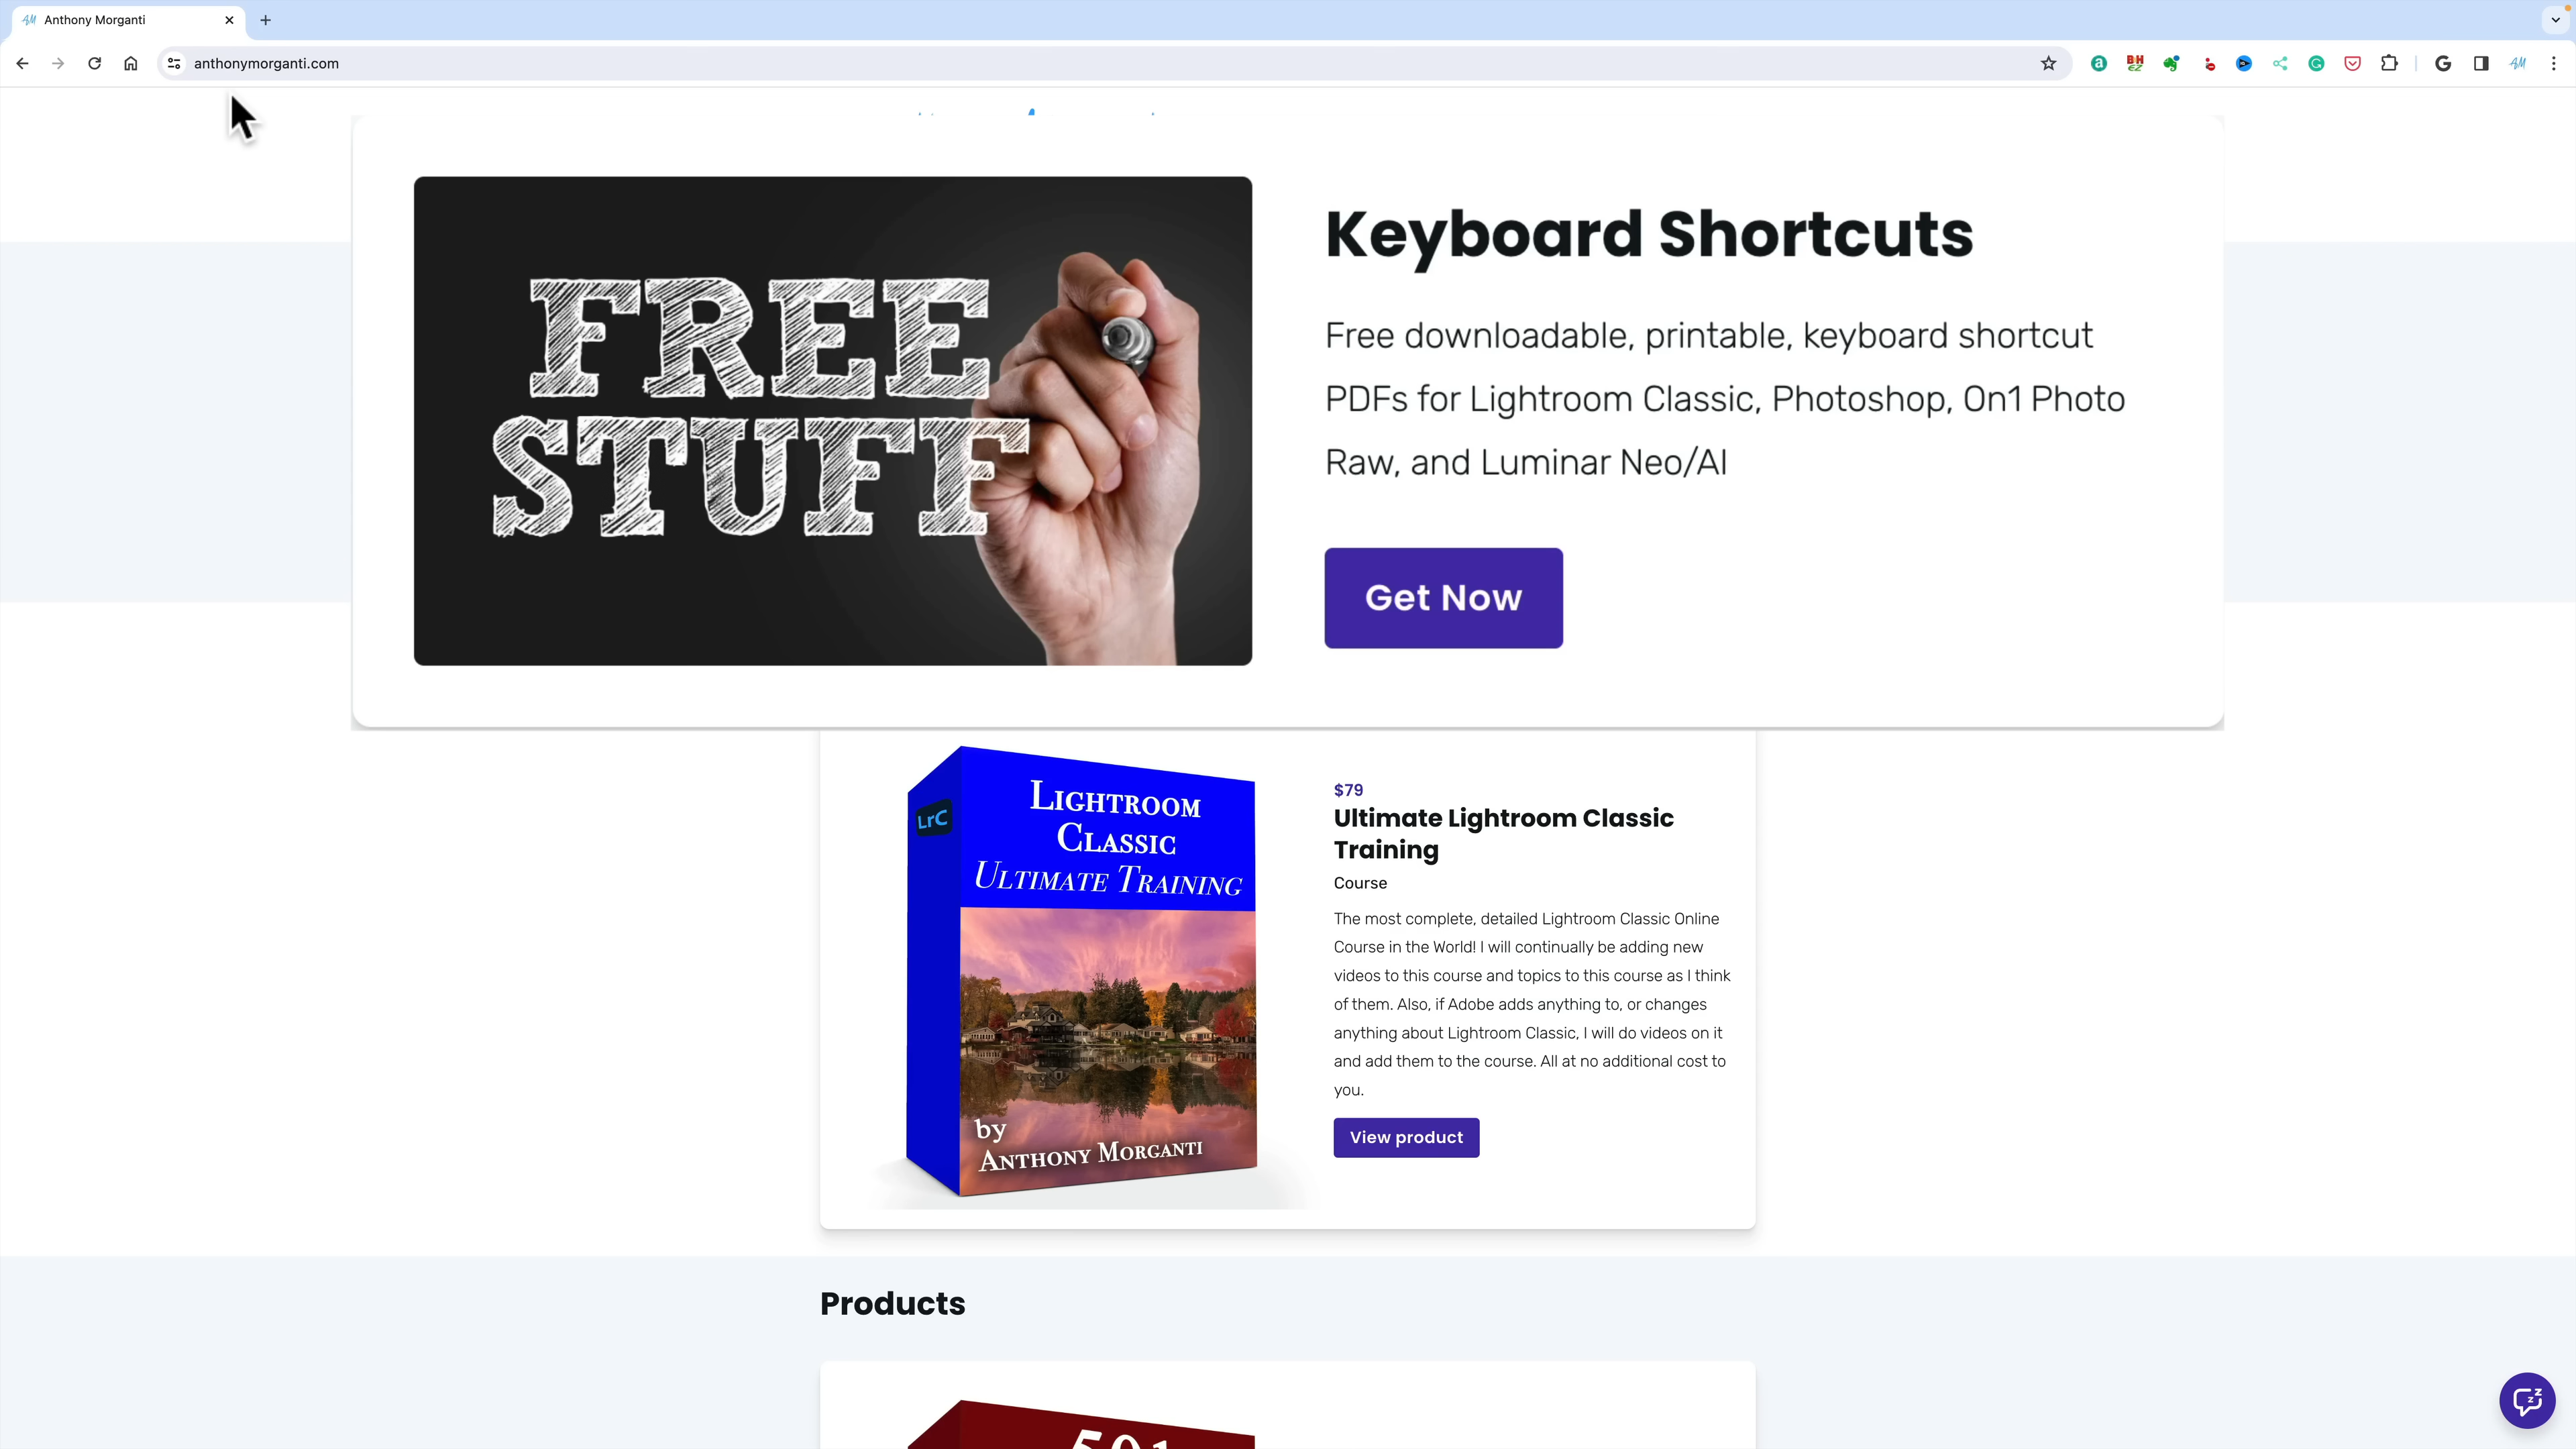 Anthony Morganti
anthonymorganti.com
FREE
STUFF
Keyboard Shortcuts
Free downloadable, printable, keyboard shortcut
PDFs for Lightroom Classic, Photoshop, On1 Photo
Raw, and Luminar Neo/AI
Get Now
LrC
LIGHTROOM
CLASSIC
ULTIMATE TRAINING
by
ANTHONY MORGANTI
$79
Ultimate Lightroom Classic
Training
Course
The most complete, detailed Lightroom Classic Online
Course in the World! I will continually be adding new
videos to this course and topics to this course as I think
of them. Also, if Adobe adds anything to, or changes
anything about Lightroom Classic, I will do videos on it
and add them to the course. All at no additional cost to
you.
View product
Products
501